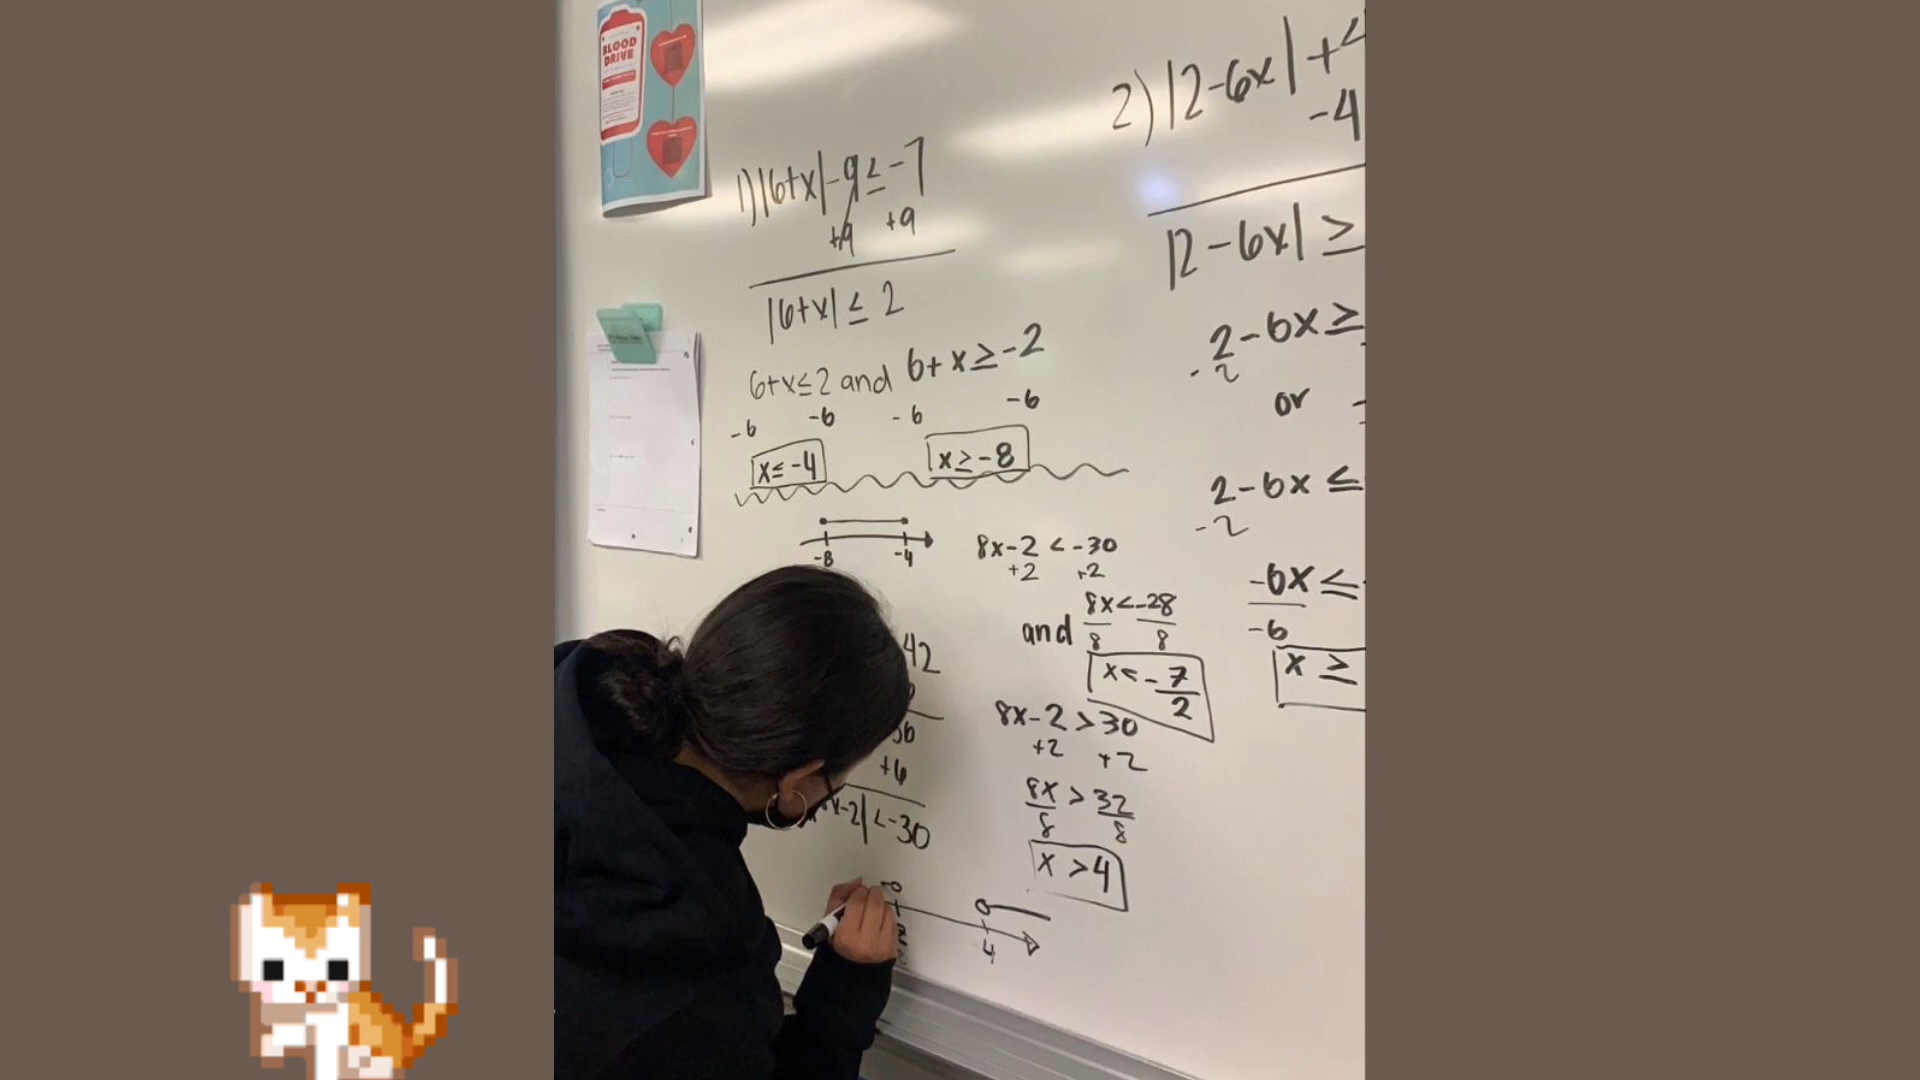 BLOOD
DRIVE
1) |6+x| -9 ≤ -7
+9 +9
|6+x| ≤ 2
6+x ≤ 2 and 6+x ≥ -2
-6 -6 -6 -6
x ≤ -4 x ≥ -8
-8 -4
42
+6
x-2| < -30
8x-2 < -30
+2 +2
and 8x < -28
8 8
x < - 7
2
8x-2 > 30
+2 +2
8x > 32
8 8
x > 4
4
2) |2-6x| +4
-4
|2-6x| ≥
2-6x ≥
-2
or
2-6x ≤
-2
-6x ≤
-6
x ≥